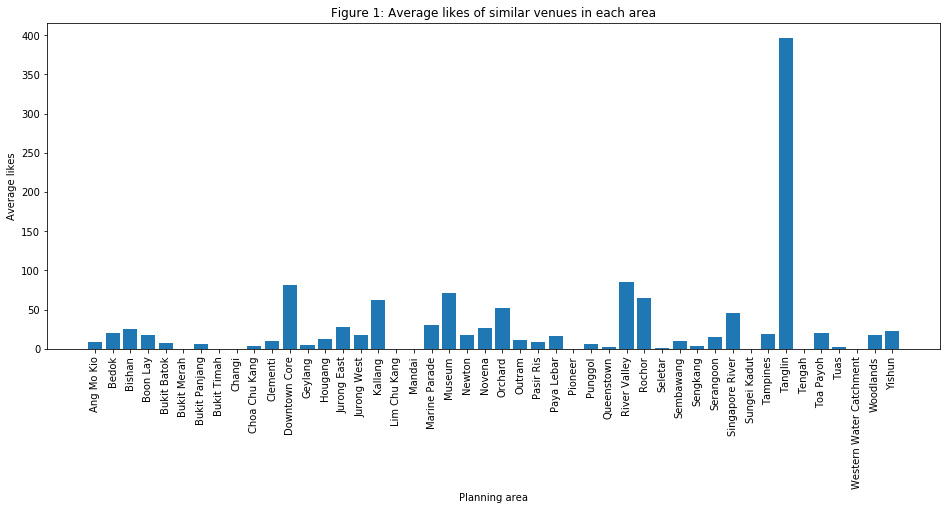 Figure 1: Average likes of similar venues in each area
400
350
300
250
200
150
100
50
0
Average likes
Ang Mo Kio
Bedok
Bishan
Boon Lay
Bukit Batok
Bukit Merah
Bukit Panjang
Bukit Timah
Changi
Choa Chu Kang
Clementi
Downtown Core
Geylang
Hougang
Jurong East
Jurong West
Kallang
Lim Chu Kang
Mandai
Marine Parade
Museum
Newton
Novena
Orchard
Outram
Pasir Ris
Paya Lebar
Pioneer
Punggol
Queenstown
River Valley
Rochor
Seletar
Sembawang
Sengkang
Serangoon
Singapore River
Sungei Kadut
Tampines
Tanglin
Tengah
Toa Payoh
Tuas
Western Water Catchment
Woodlands
Yishun
Planning area